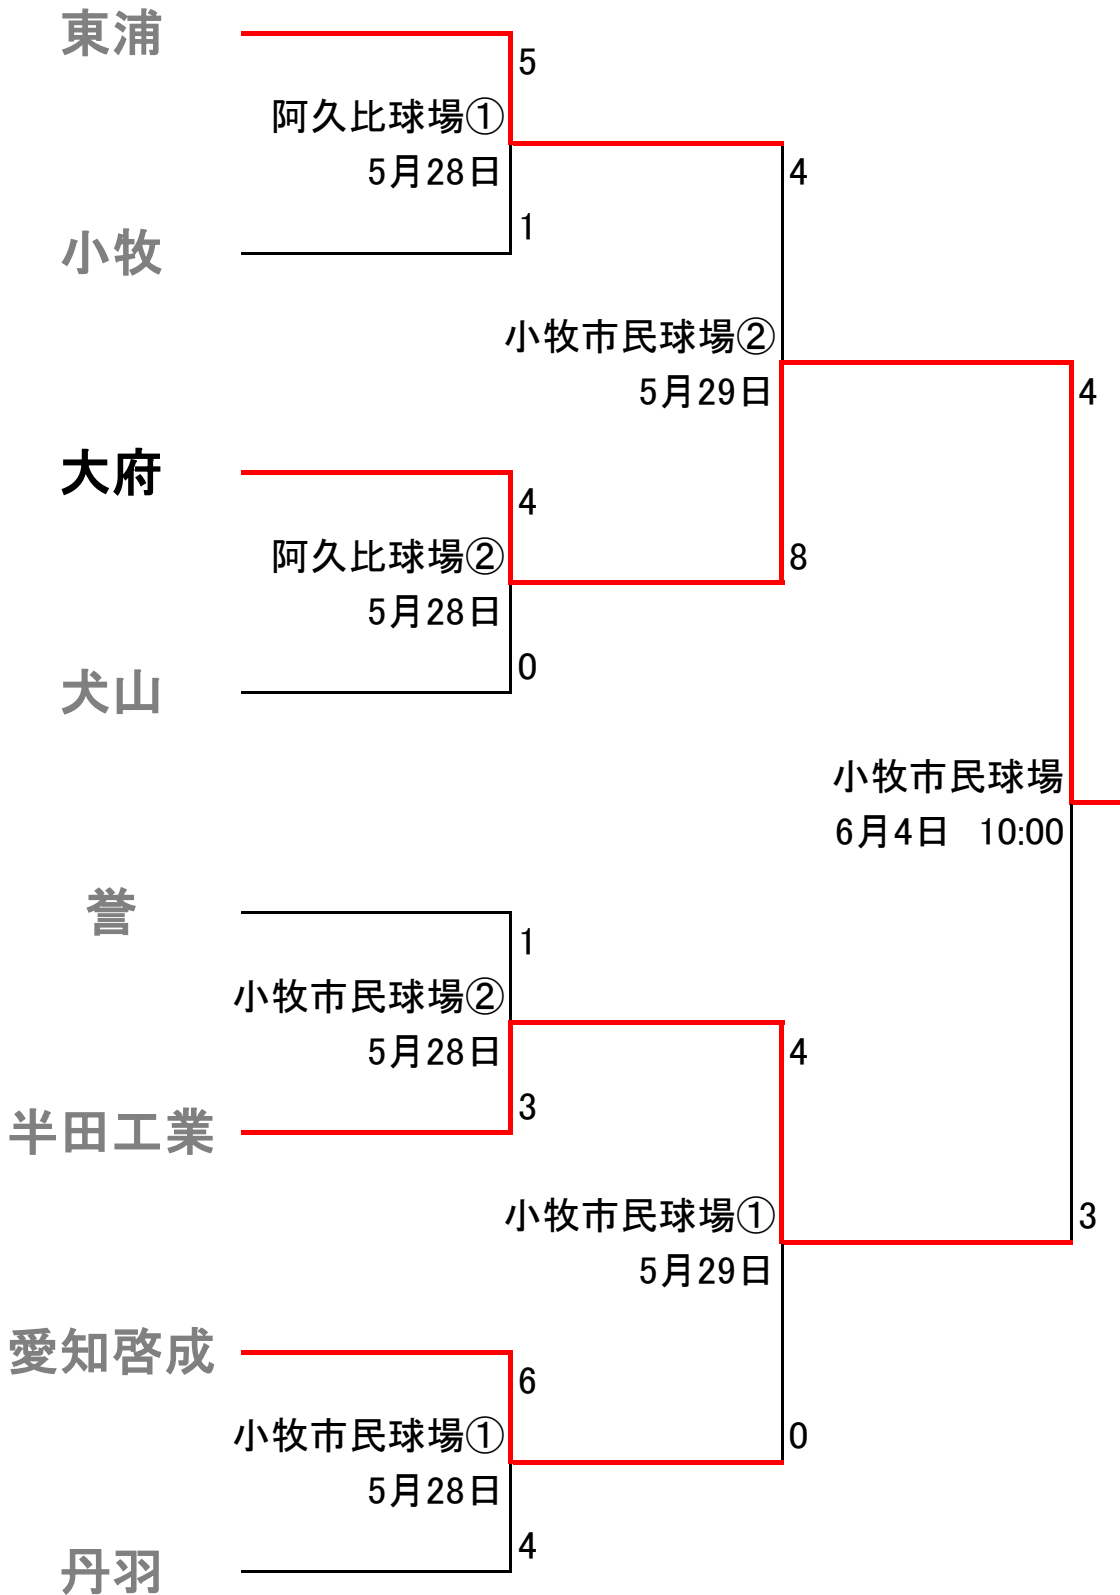 東浦
5
阿久比球場①
5月28日
4
1
小牧
小牧市民球場②
5月29日
4
大府
4
阿久比球場②
8
5月28日
0
犬山
小牧市民球場
6月4日 10:00
誉
1
小牧市民球場②
5月28日
4
3
半田工業
小牧市民球場①
3
5月29日
愛知啓成
6
小牧市民球場①
0
5月28日
4
丹羽